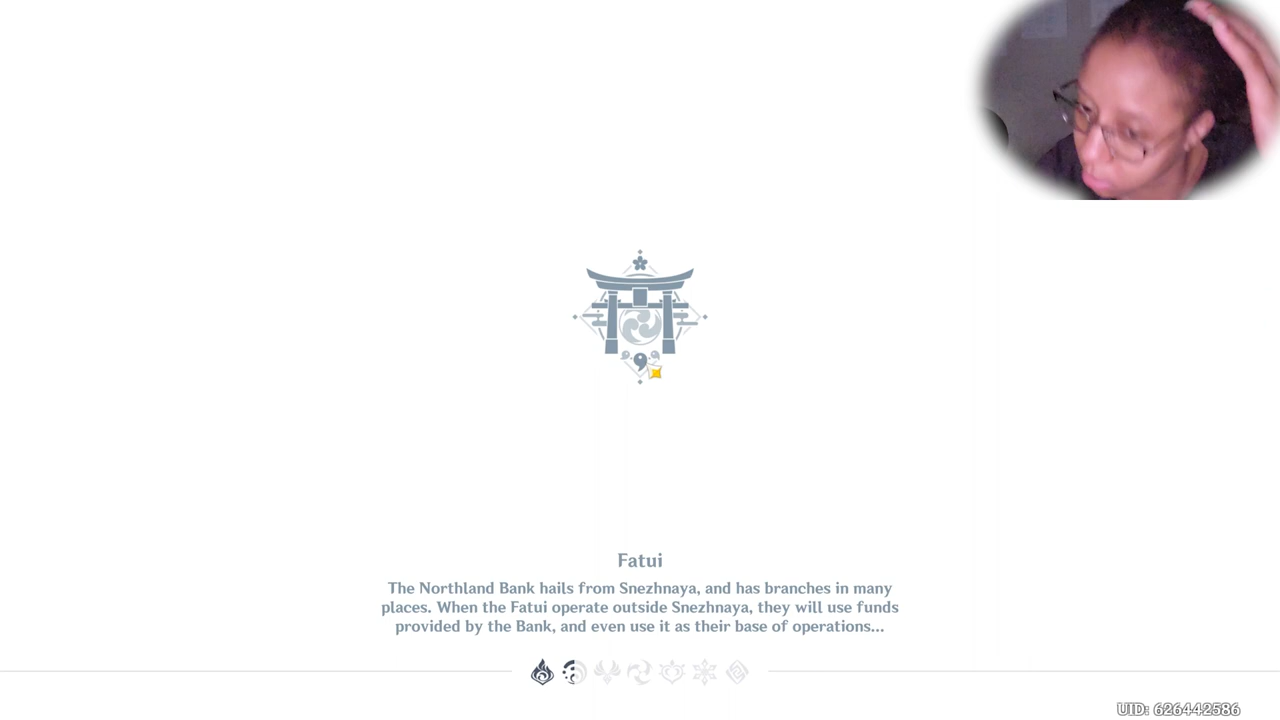 Fatui
The Northland Bank hails from Snezhnaya, and has branches in many
places. When the Fatui operate outside Snezhnaya, they will use funds
provided by the Bank, and even use it as their base of operations...
UID: 626442586